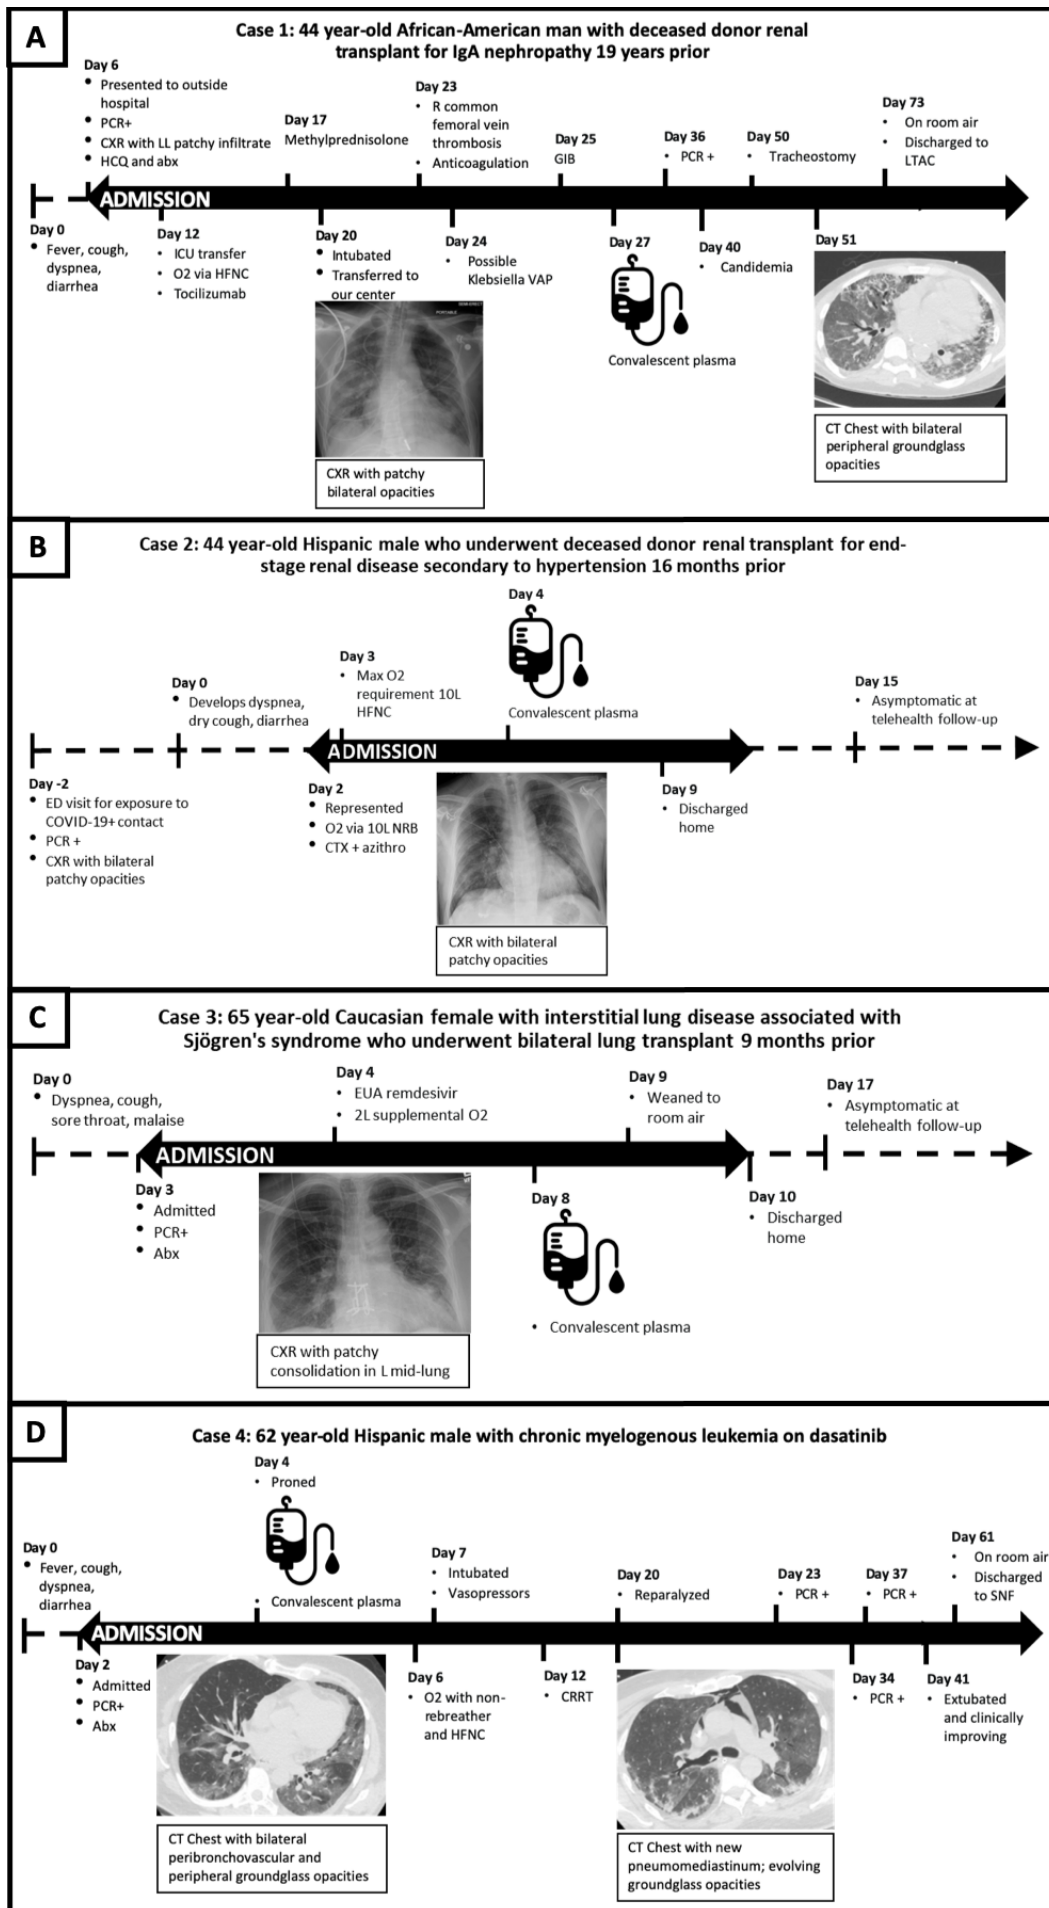 A
Case 1: 44 year-old African-American man with deceased donor renal
transplant for IgA nephropathy 19 years prior
Day 6
• Presented to outside
hospital
• PCR+
• CXR with LL patchy infiltrate
• HCQ and abx
Day 17
Methylprednisolone
Day 23
• R common
femoral vein
thrombosis
• Anticoagulation
Day 25
GIB
Day 36
• PCR +
Day 50
• Tracheostomy
Day 73
• On room air
• Discharged to
LTAC
ADMISSION
Day 0
• Fever, cough,
dyspnea,
diarrhea
Day 12
• ICU transfer
• O2 via HFNC
• Tocilizumab
Day 20
• Intubated
• Transferred to
our center
CXR with patchy
bilateral opacities
Day 24
• Possible
Klebsiella VAP
Day 27
Convalescent plasma
Day 40
• Candidemia
Day 51
CT Chest with bilateral
peripheral groundglass
opacities
B
Case 2: 44 year-old Hispanic male who underwent deceased donor renal transplant for end-
stage renal disease secondary to hypertension 16 months prior
Day 0
• Develops dyspnea,
dry cough, diarrhea
Day 3
• Max O2
requirement 10L
HFNC
Day 4
Convalescent plasma
Day 15
• Asymptomatic at
telehealth follow-up
ADMISSION
Day -2
• ED visit for exposure to
COVID-19+ contact
• PCR +
• CXR with bilateral
patchy opacities
Day 2
• Represented
• O2 via 10L NRB
• CTX + azithro
CXR with bilateral
patchy opacities
Day 9
• Discharged
home
C
Case 3: 65 year-old Caucasian female with interstitial lung disease associated with
Sjögren's syndrome who underwent bilateral lung transplant 9 months prior
Day 0
• Dyspnea, cough,
sore throat, malaise
Day 4
• EUA remdesivir
• 2L supplemental O2
Day 9
• Weaned to
room air
Day 17
• Asymptomatic at
telehealth follow-up
ADMISSION
Day 3
• Admitted
• PCR+
• Abx
CXR with patchy
consolidation in L mid-lung
Day 8
• Convalescent plasma
Day 10
• Discharged
home
D
Case 4: 62 year-old Hispanic male with chronic myelogenous leukemia on dasatinib
Day 0
• Fever, cough,
dyspnea,
diarrhea
Day 4
• Proned
• Convalescent plasma
Day 7
• Intubated
• Vasopressors
Day 20
• Reparalyzed
Day 23
• PCR +
Day 37
• PCR +
Day 61
• On room air
• Discharged
to SNF
ADMISSION
Day 2
• Admitted
• PCR+
• Abx
CT Chest with bilateral
peribronchovascular and
peripheral groundglass opacities
Day 6
• O2 with non-
rebreather
and HFNC
Day 12
• CRRT
CT Chest with new
pneumomediastinum; evolving
groundglass opacities
Day 34
• PCR +
Day 41
• Extubated
and clinically
improving